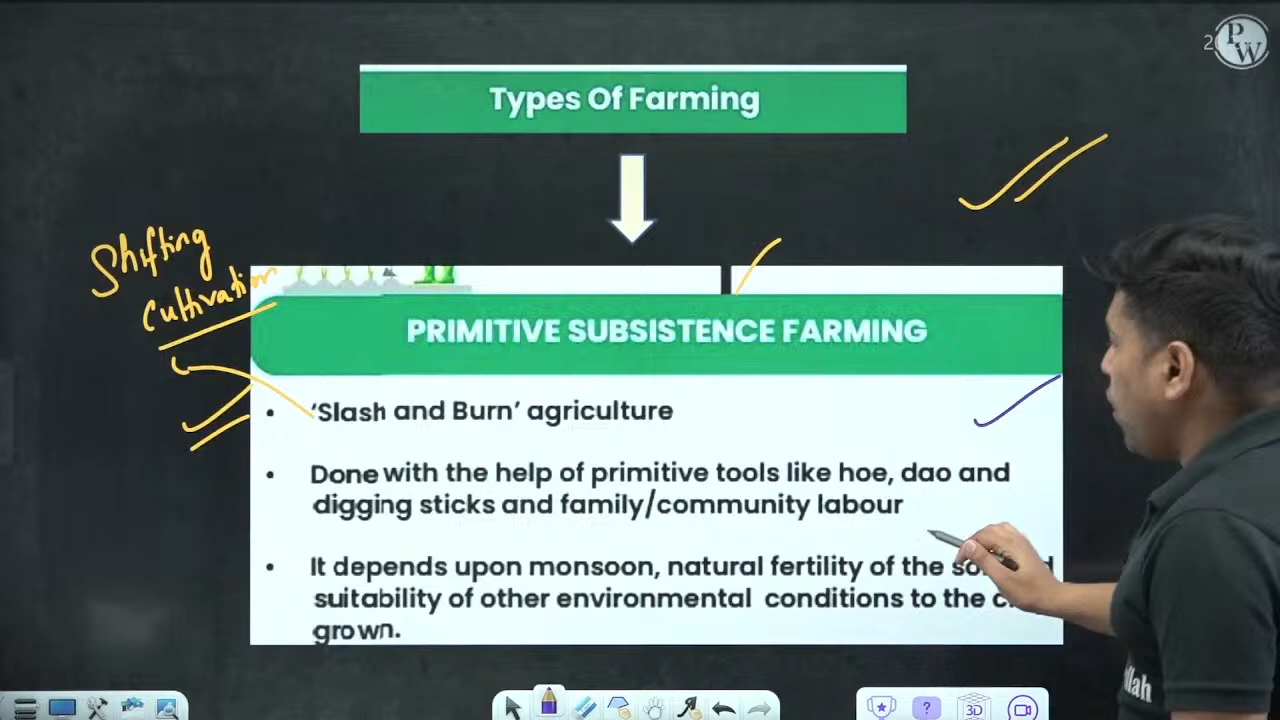 PW
Types Of Farming
Shifting
Cultivation
PRIMITIVE SUBSISTENCE FARMING
• 'Slash and Burn' agriculture
• Done with the help of primitive tools like hoe, dao and
digging sticks and family/community labour
• It depends upon monsoon, natural fertility of the
suitability of other environmental conditions to the
grown.
?
3D